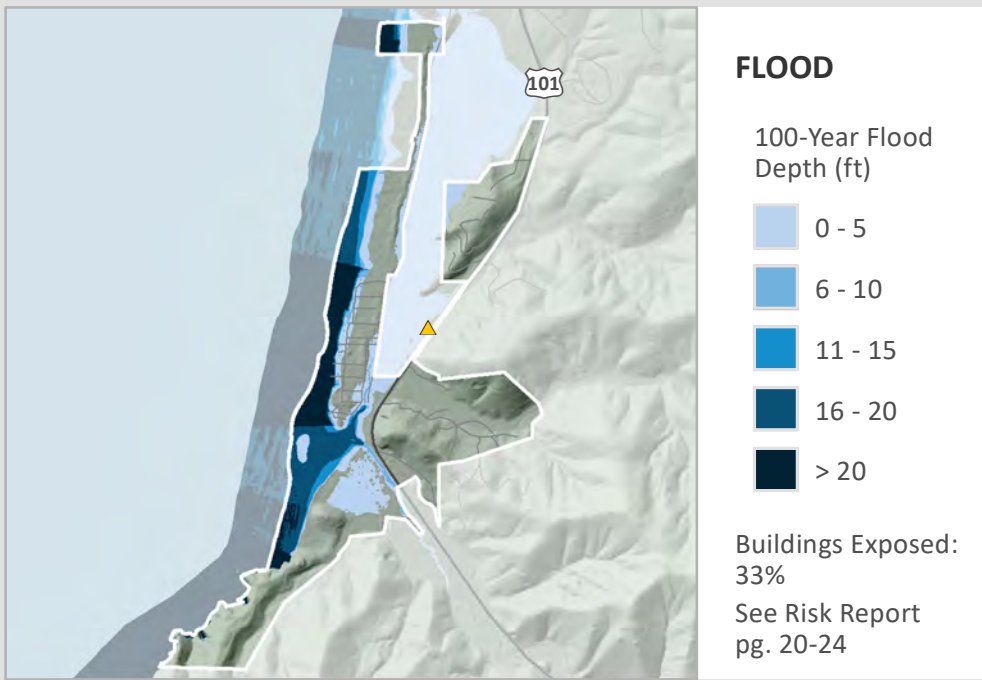 101
FLOOD
100-Year Flood
Depth (ft)
0 - 5
6 - 10
11 - 15
16 - 20
> 20
Buildings Exposed:
33%
See Risk Report
pg. 20-24